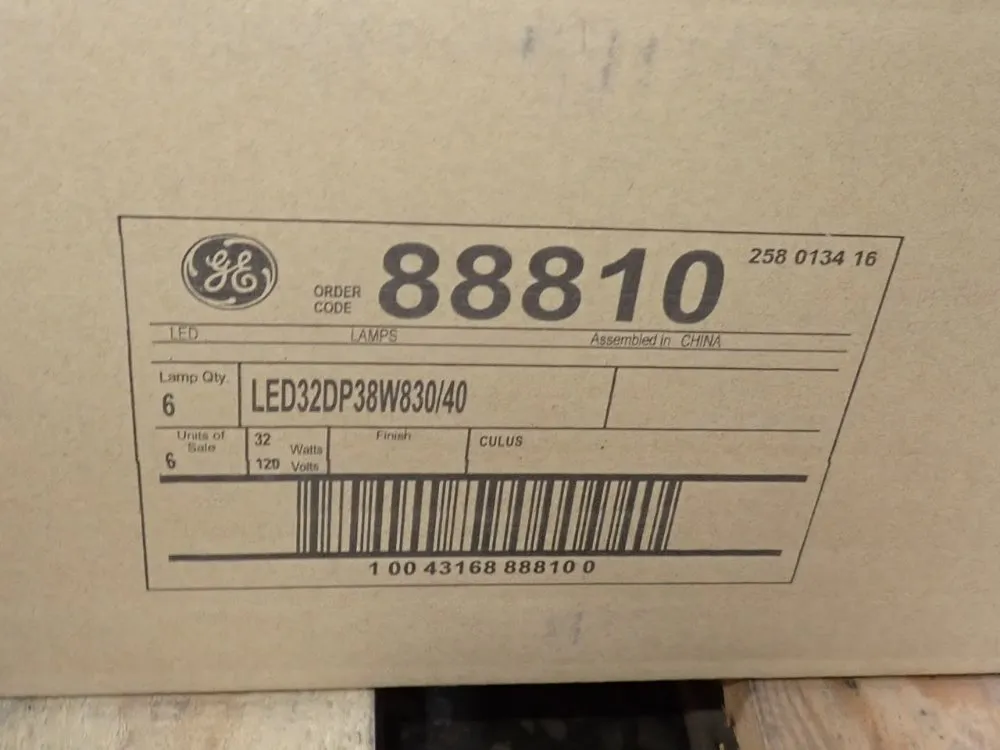 GE
ORDER CODE 88810 258 0134 16
LED LAMPS Assembled in CHINA
Lamp Qty. 6 LED32DP38W830/40
Units of Sale 6 32 Watts 120 Volts Finish CULUS
1 00 43168 88810 0